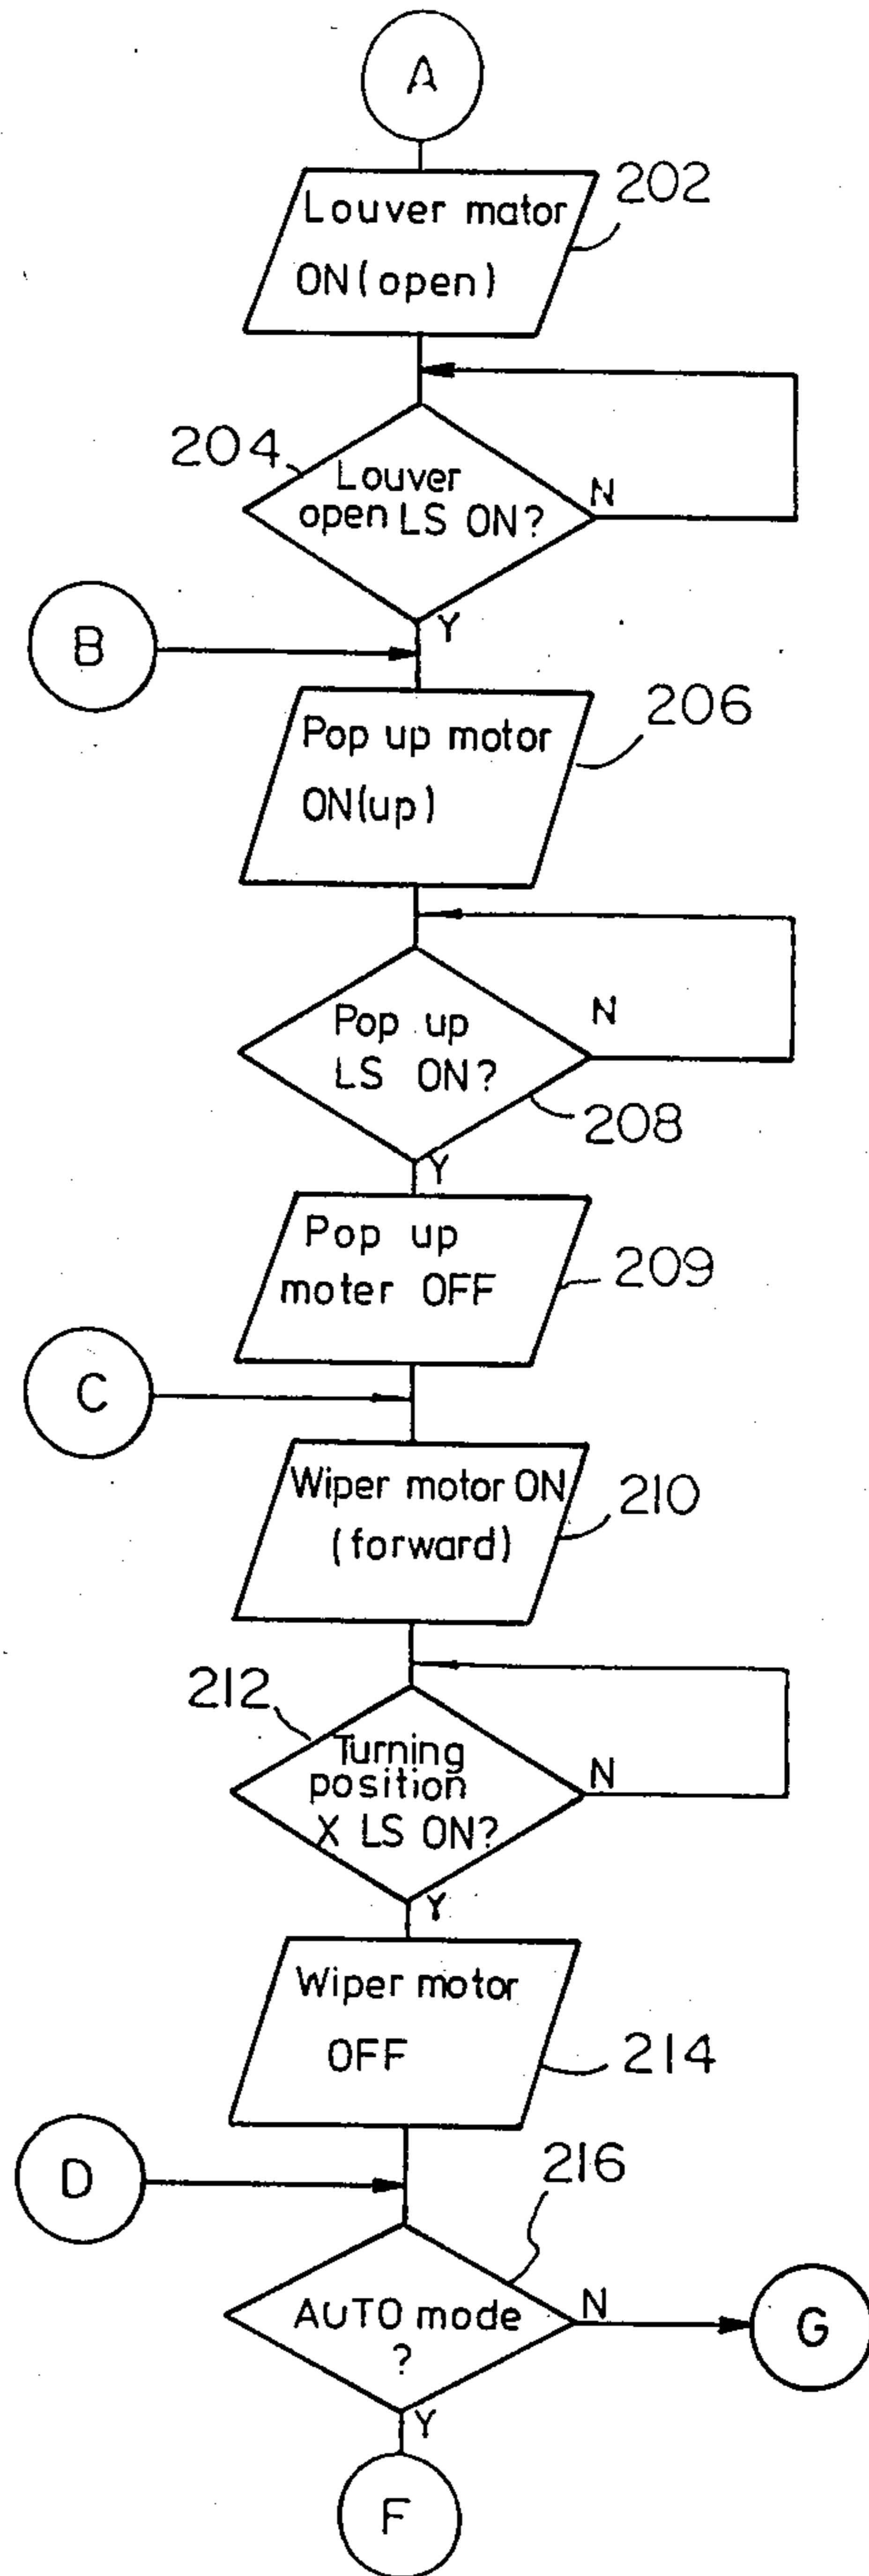 A
Louver mator
ON(open)
202
204
Louver
open LS ON?
N
Y
B
Pop up motor
ON(up)
206
Pop up
LS ON?
N
208
Y
Pop up
moter OFF
209
C
Wiper motor ON
(forward)
210
212
Turning
position
X LS ON?
N
Y
Wiper motor
OFF
214
D
216
AUTO mode
?
N
G
Y
F